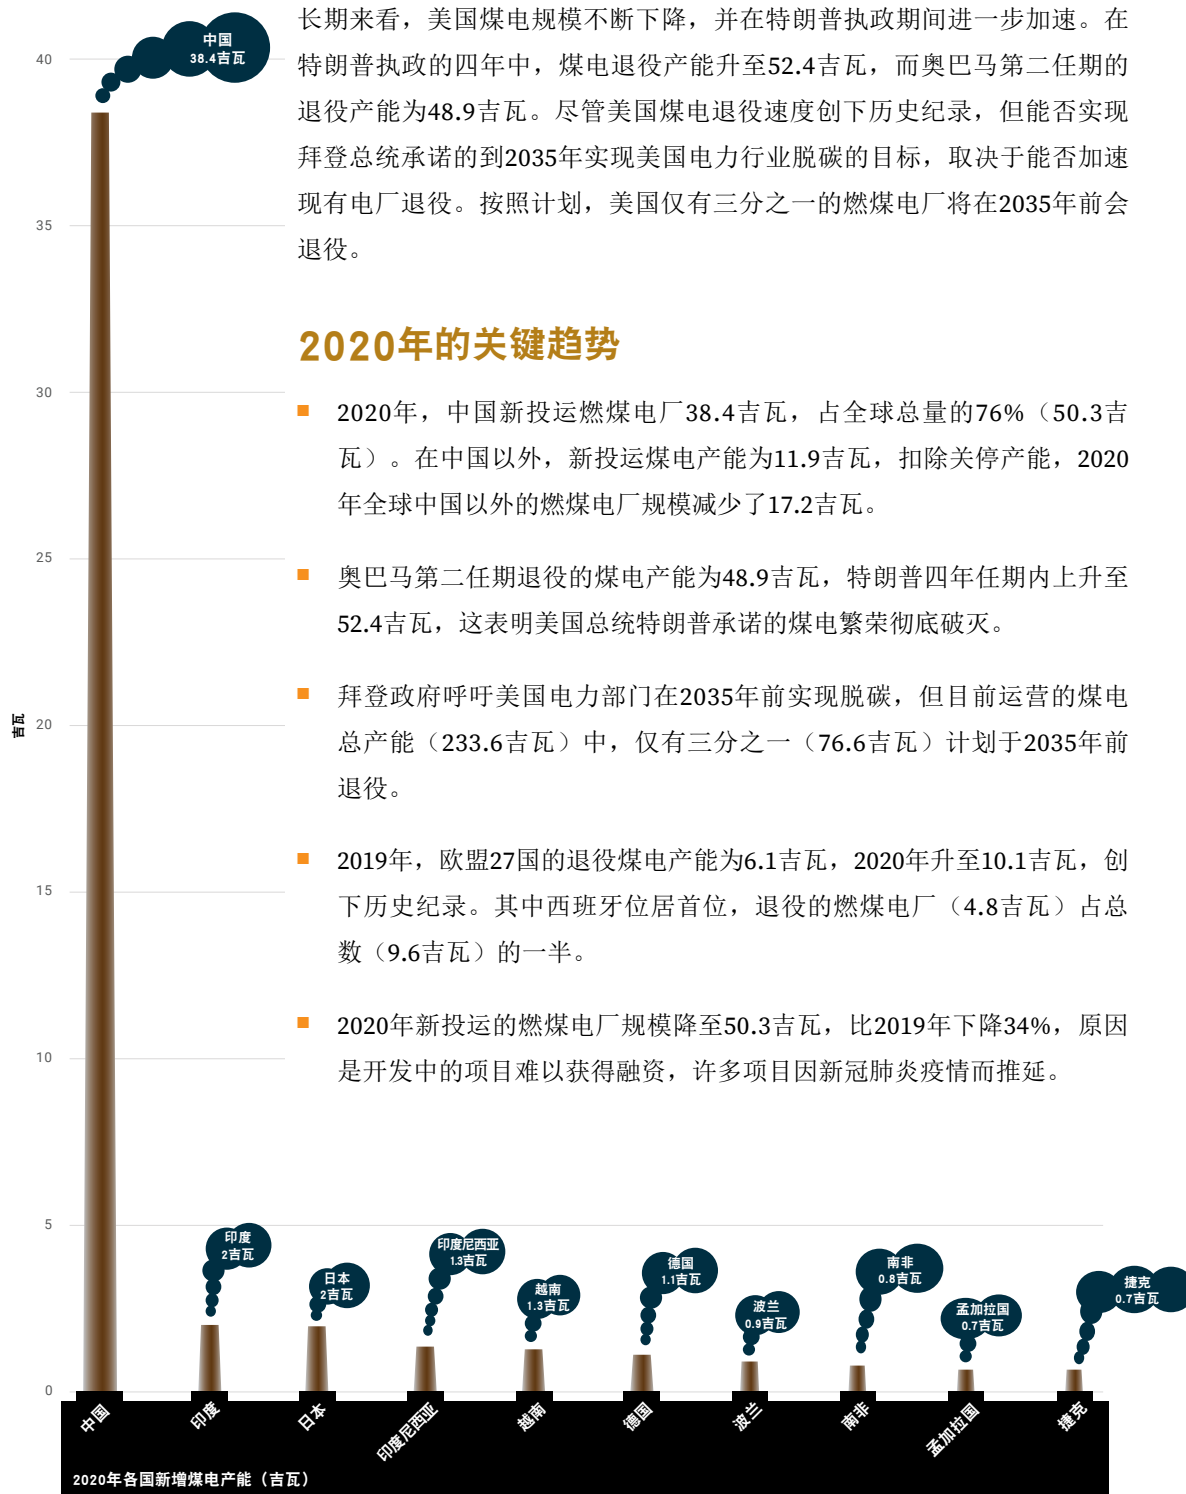 长期来看，美国煤电规模不断下降，并在特朗普执政期间进一步加速。在
特朗普执政的四年中，煤电退役产能升至52.4吉瓦，而奥巴马第二任期的
退役产能为48.9吉瓦。尽管美国煤电退役速度创下历史纪录，但能否实现
拜登总统承诺的到2035年实现美国电力行业脱碳的目标，取决于能否加速
现有电厂退役。按照计划，美国仅有三分之一的燃煤电厂将在2035年前会
退役。
2020年的关键趋势
2020年，中国新投运燃煤电厂38.4吉瓦，占全球总量的76%（50.3吉
瓦）。在中国以外，新投运煤电产能为11.9吉瓦，扣除关停产能，2020
年全球中国以外的燃煤电厂规模减少了17.2吉瓦。
奥巴马第二任期退役的煤电产能为48.9吉瓦，特朗普四年任期内上升至
52.4吉瓦，这表明美国总统特朗普承诺的煤电繁荣彻底破灭。
拜登政府呼吁美国电力部门在2035年前实现脱碳，但目前运营的煤电
总产能（233.6吉瓦）中，仅有三分之一（76.6吉瓦）计划于2035年前
退役。
2019年，欧盟27国的退役煤电产能为6.1吉瓦，2020年升至10.1吉瓦，创
下历史纪录。其中西班牙位居首位，退役的燃煤电厂（4.8吉瓦）占总
数（9.6吉瓦）的一半。
2020年新投运的燃煤电厂规模降至50.3吉瓦，比2019年下降34%，原因
是开发中的项目难以获得融资，许多项目因新冠肺炎疫情而推延。
吉瓦
40
35
30
25
20
15
10
5
0
中国
38.4吉瓦
印度
2吉瓦
日本
2吉瓦
印度尼西亚
1.3吉瓦
越南
1.3吉瓦
德国
1.1吉瓦
波兰
0.9吉瓦
南非
0.8吉瓦
孟加拉国
0.7吉瓦
捷克
0.7吉瓦
中国
印度
日本
印度尼西亚
越南
德国
波兰
南非
孟加拉国
捷克
2020年各国新增煤电产能（吉瓦）